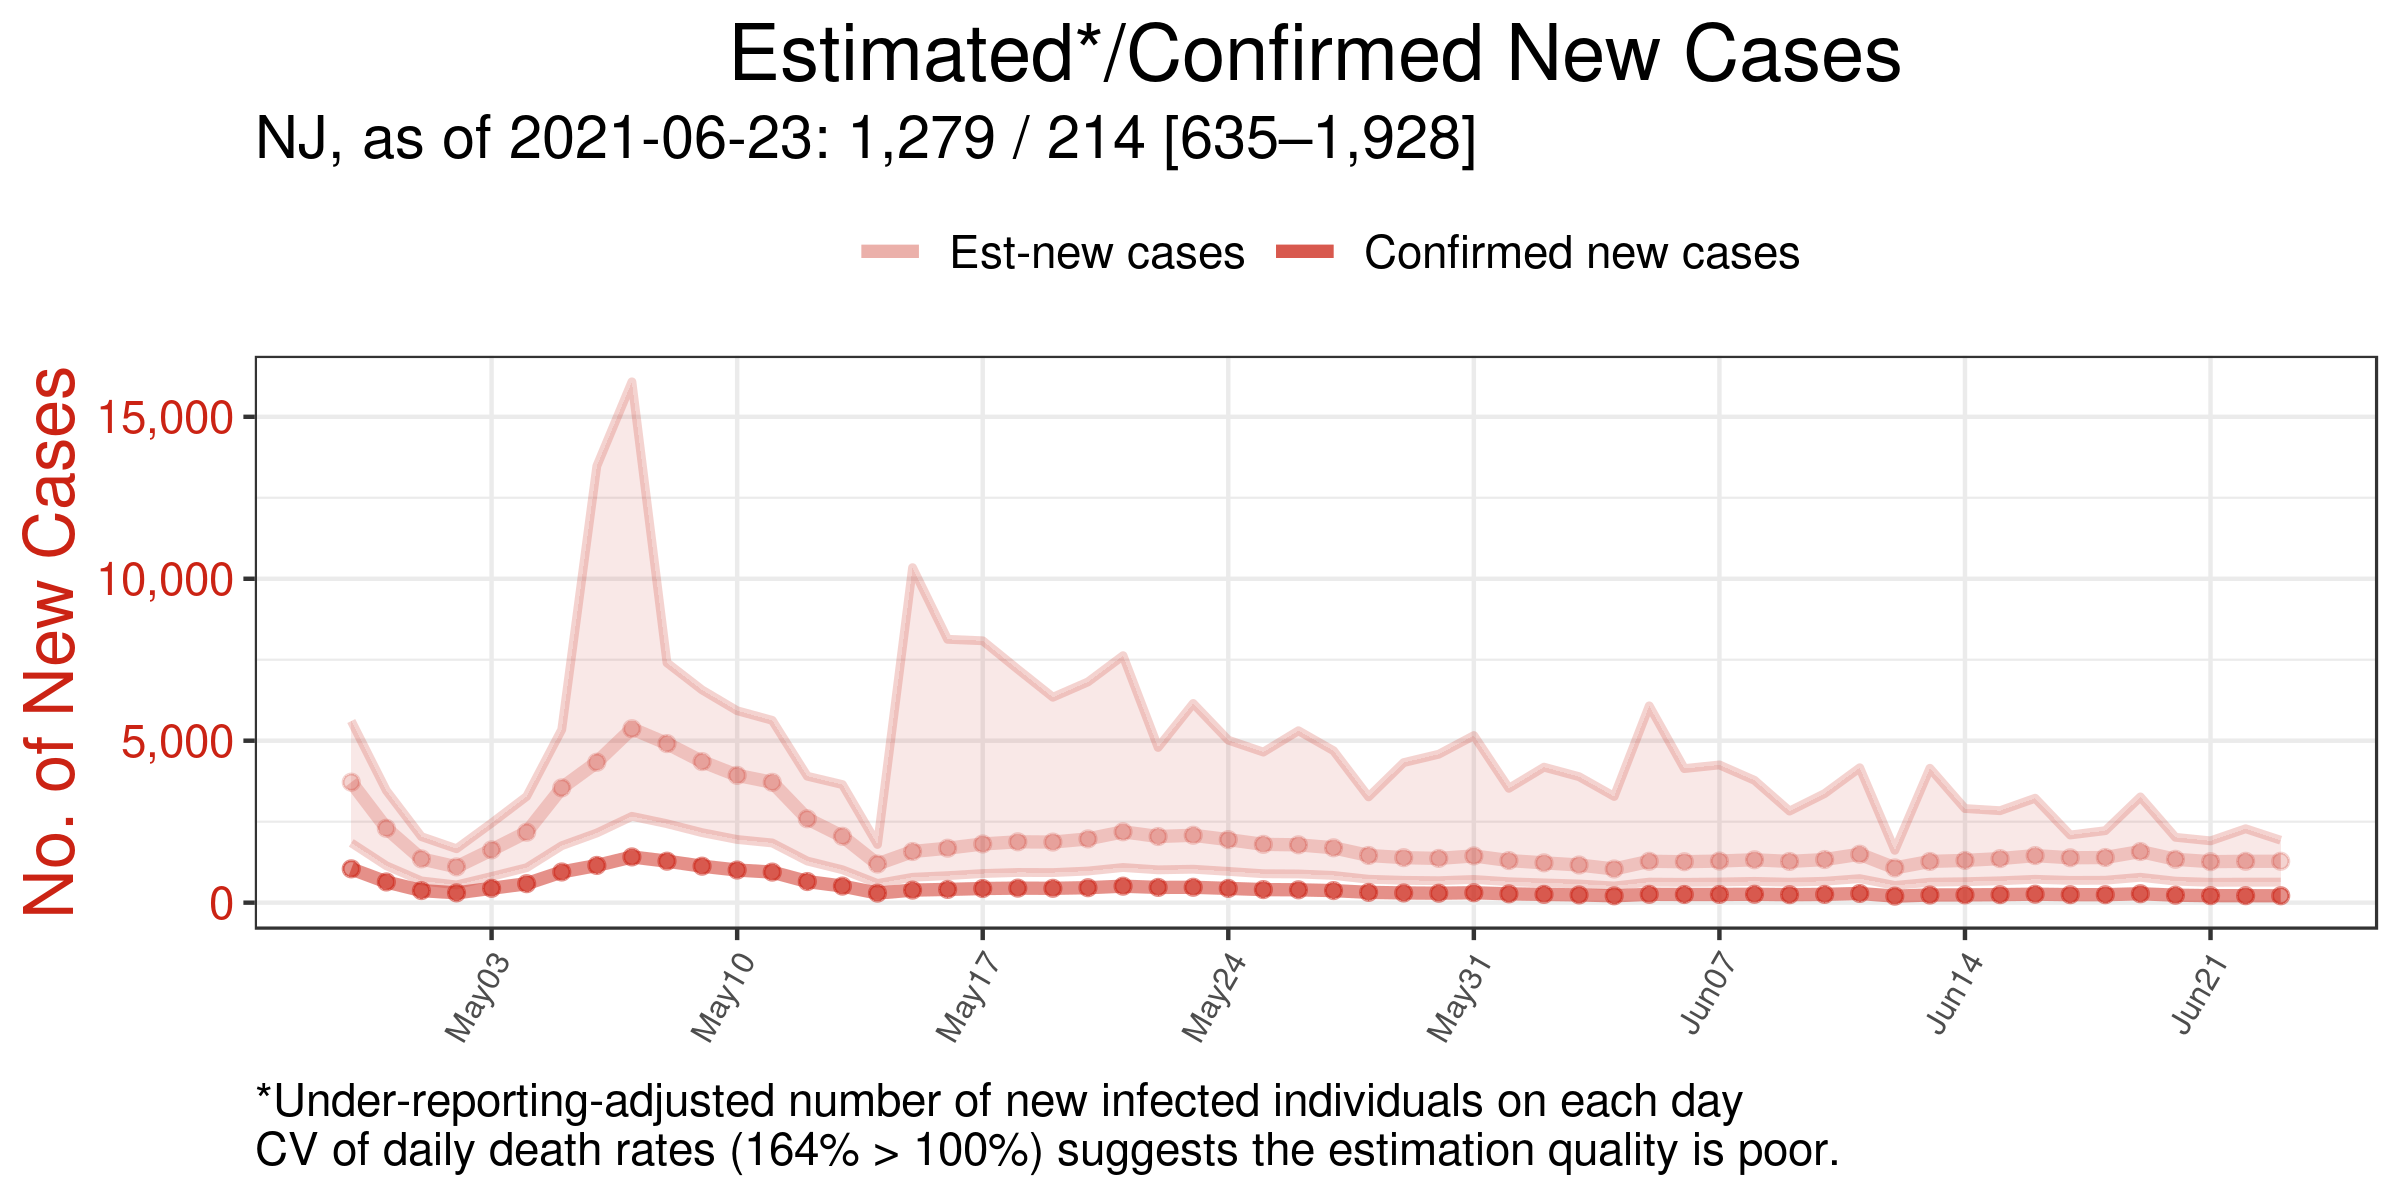 Estimated*/Confirmed New Cases
NJ, as of 2021-06-23: 1,279 / 214 [635–1,928]
Est-new cases
Confirmed new cases
No. of New Cases
15,000
10,000
5,000
0
May03
May10
May17
May24
May31
Jun07
Jun14
Jun21
*Under-reporting-adjusted number of new infected individuals on each day
CV of daily death rates (164% > 100%) suggests the estimation quality is poor.